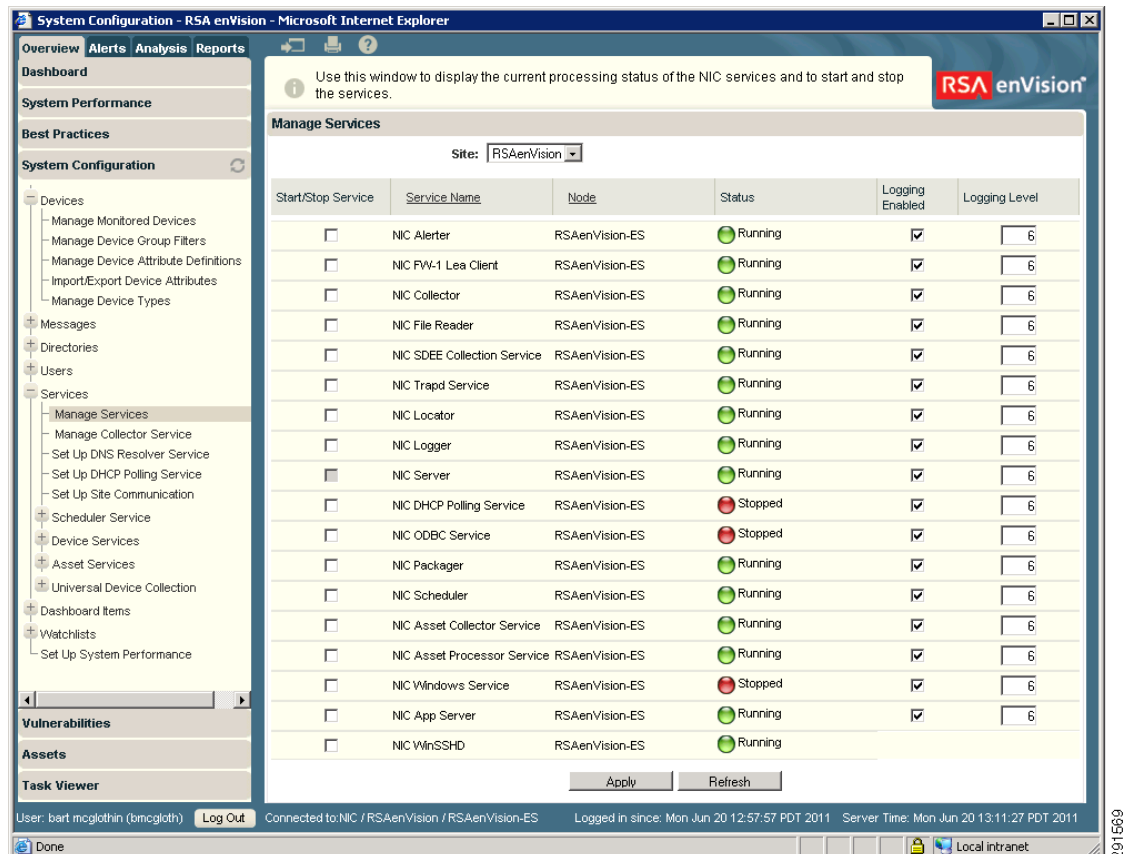 System Configuration - RSA enVision - Microsoft Internet Explorer
Overview Alerts Analysis Reports
Dashboard
System Performance
Best Practices
System Configuration
Devices
Manage Monitored Devices
Manage Device Group Filters
Manage Device Attribute Definitions
Import/Export Device Attributes
Manage Device Types
Messages
Directories
Users
Services
Manage Services
Manage Collector Service
Set Up DNS Resolver Service
Set Up DHCP Polling Service
Set Up Site Communication
Scheduler Service
Device Services
Asset Services
Universal Device Collection
Dashboard Items
Watchlists
Set Up System Performance
Vulnerabilities
Assets
Task Viewer
Use this window to display the current processing status of the NIC services and to start and stop
the services.
RSA enVision
Manage Services
Site: RSAenVision
Start/Stop Service Service Name Node Status Logging Enabled Logging Level
NIC Alerter RSAenVision-ES Running 6
NIC FW-1 Lea Client RSAenVision-ES Running 6
NIC Collector RSAenVision-ES Running 6
NIC File Reader RSAenVision-ES Running 6
NIC SDEE Collection Service RSAenVision-ES Running 6
NIC Trapd Service RSAenVision-ES Running 6
NIC Locator RSAenVision-ES Running 6
NIC Logger RSAenVision-ES Running 6
NIC Server RSAenVision-ES Running 6
NIC DHCP Polling Service RSAenVision-ES Stopped 6
NIC ODBC Service RSAenVision-ES Stopped 6
NIC Packager RSAenVision-ES Running 6
NIC Scheduler RSAenVision-ES Running 6
NIC Asset Collector Service RSAenVision-ES Running 6
NIC Asset Processor Service RSAenVision-ES Running 6
NIC Windows Service RSAenVision-ES Stopped 6
NIC App Server RSAenVision-ES Running 6
NIC WinSSHD RSAenVision-ES Running
Apply Refresh
User: bart mcglothin (bmcgloth) Log Out Connected to:NIC / RSAenVision / RSAenVision-ES Logged in since: Mon Jun 20 12:57:57 PDT 2011 Server Time: Mon Jun 20 13:11:27 PDT 2011
Done Local intranet
291569